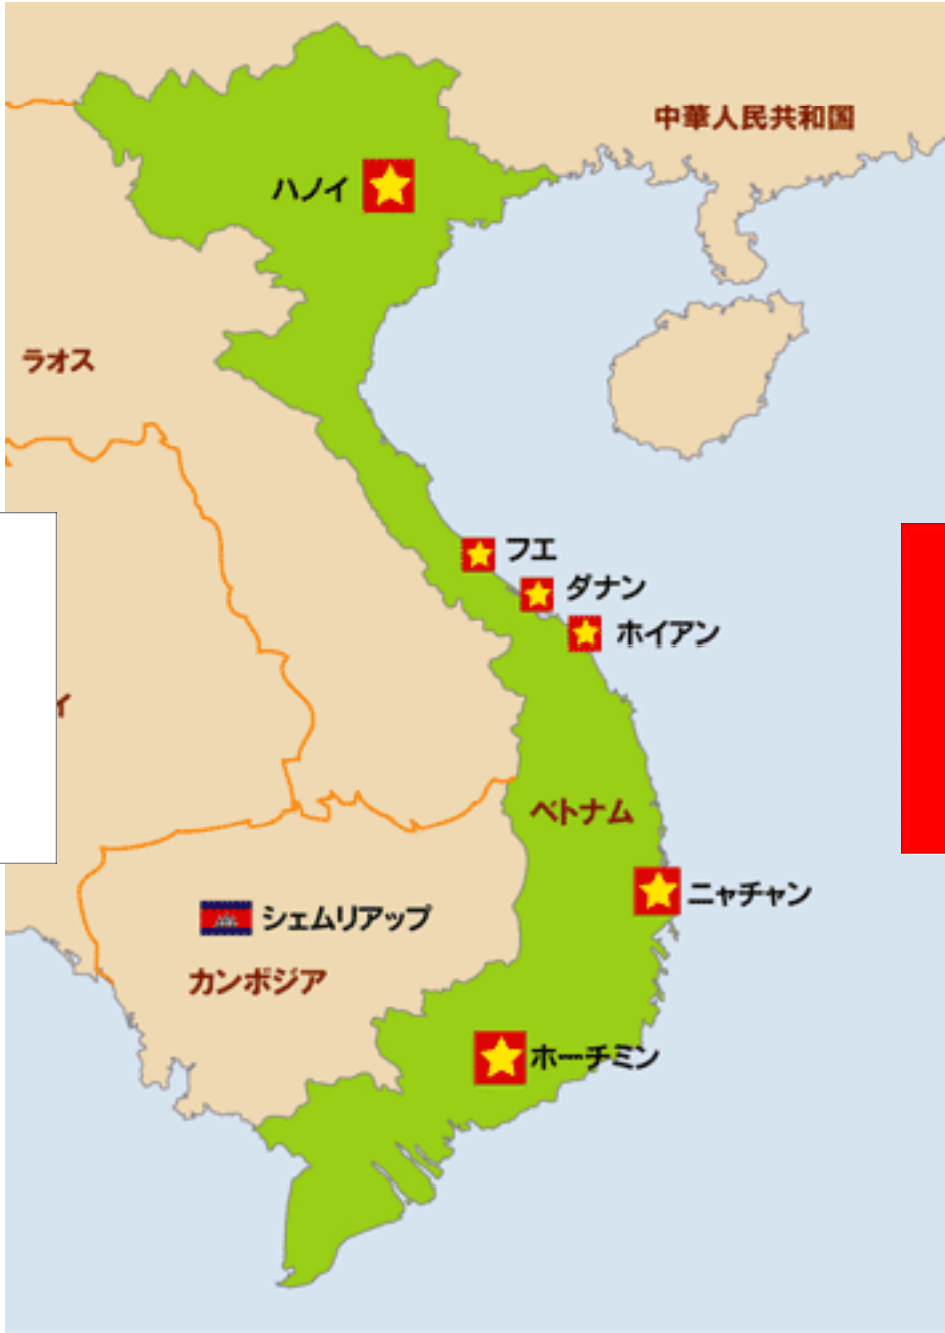 中華人民共和国
ハノイ
ラオス
フエ
ダナン
ホイアン
イ
ベトナム
ニャチャン
シェムリアップ
カンボジア
ホーチミン